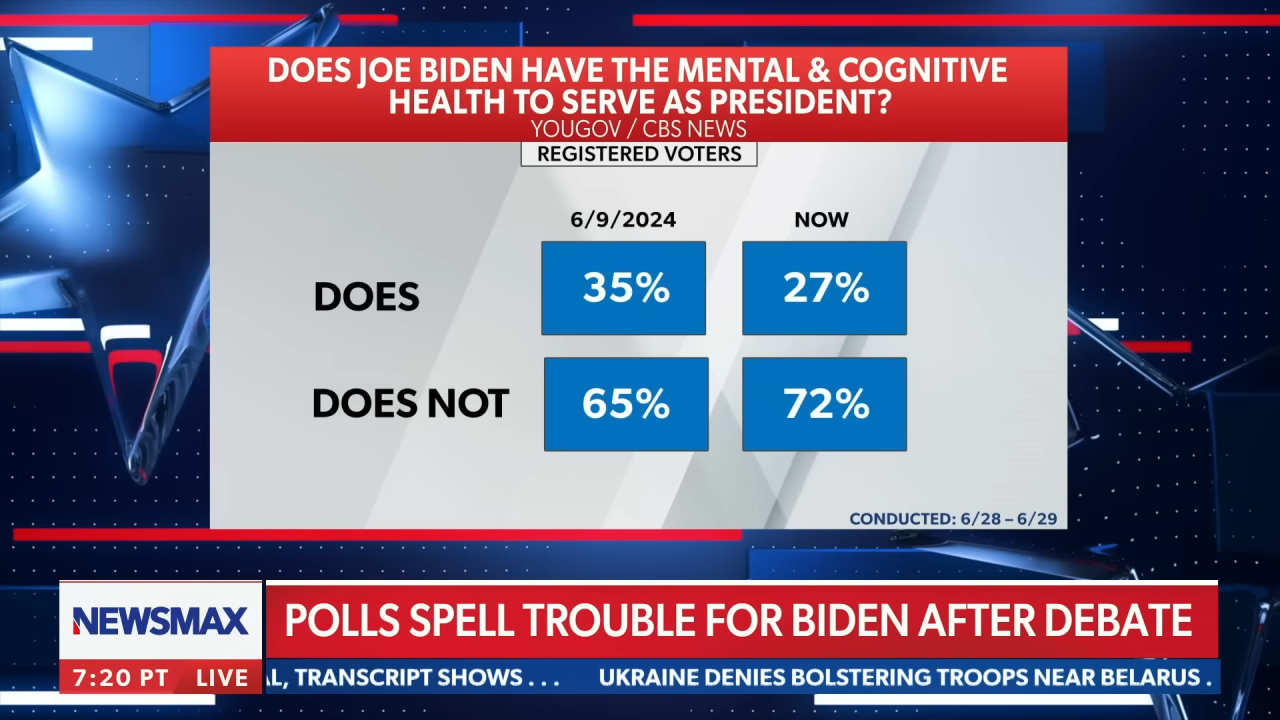 DOES JOE BIDEN HAVE THE MENTAL & COGNITIVE
HEALTH TO SERVE AS PRESIDENT?
YOUGOV / CBS NEWS
REGISTERED VOTERS
6/9/2024 NOW
DOES 35% 27%
DOES NOT 65% 72%
CONDUCTED: 6/28 – 6/29
NEWSMAX
POLLS SPELL TROUBLE FOR BIDEN AFTER DEBATE
7:20 PT LIVE
L, TRANSCRIPT SHOWS . . . UKRAINE DENIES BOLSTERING TROOPS NEAR BELARUS .